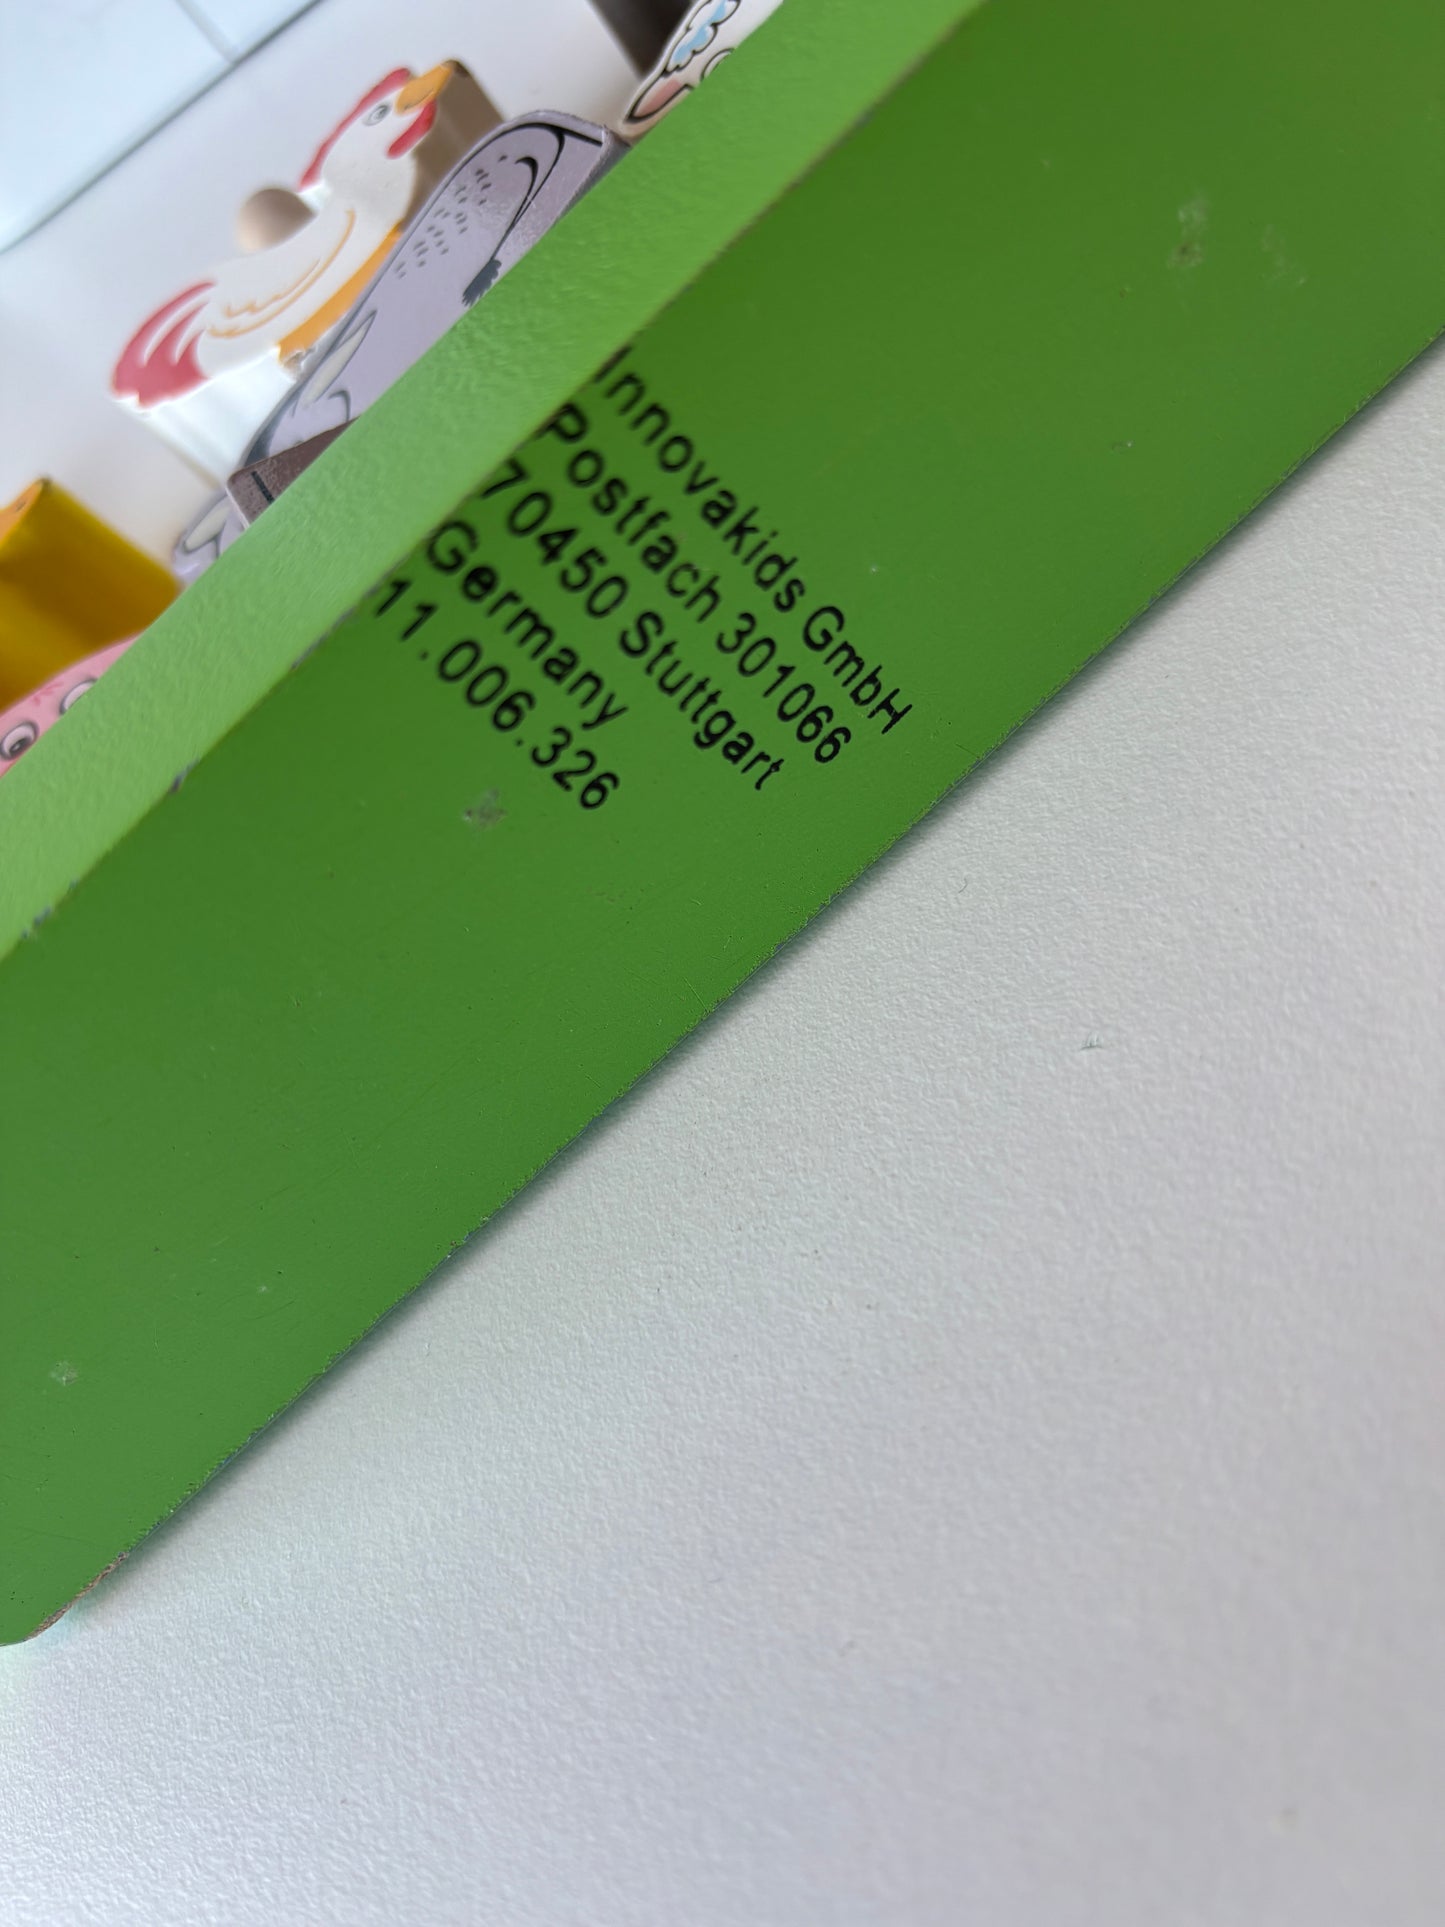 Innovakids GmbH
Postfach 301066
70450 Stuttgart
Germany
11.006.326